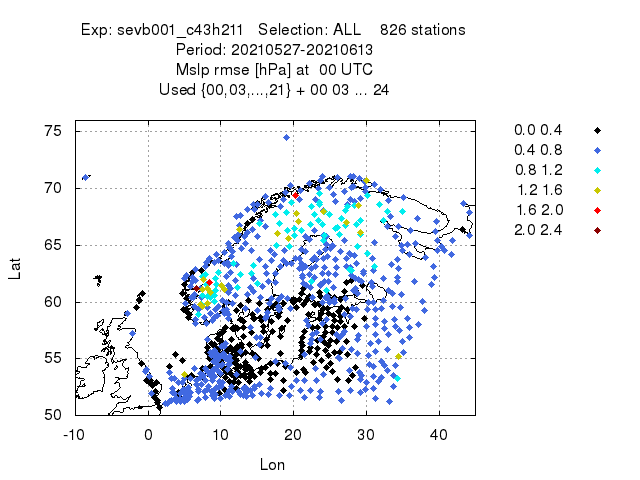 Exp: sevb001_c43h211   Selection: ALL    826 stations
Period: 20210527-20210613
Mslp rmse [hPa] at  00 UTC
Used {00,03,...,21} + 00 03 ... 24
0.0 0.4
0.4 0.8
0.8 1.2
1.2 1.6
1.6 2.0
2.0 2.4
75
70
65
60
55
50
Lat
-10 0 10 20 30 40
Lon